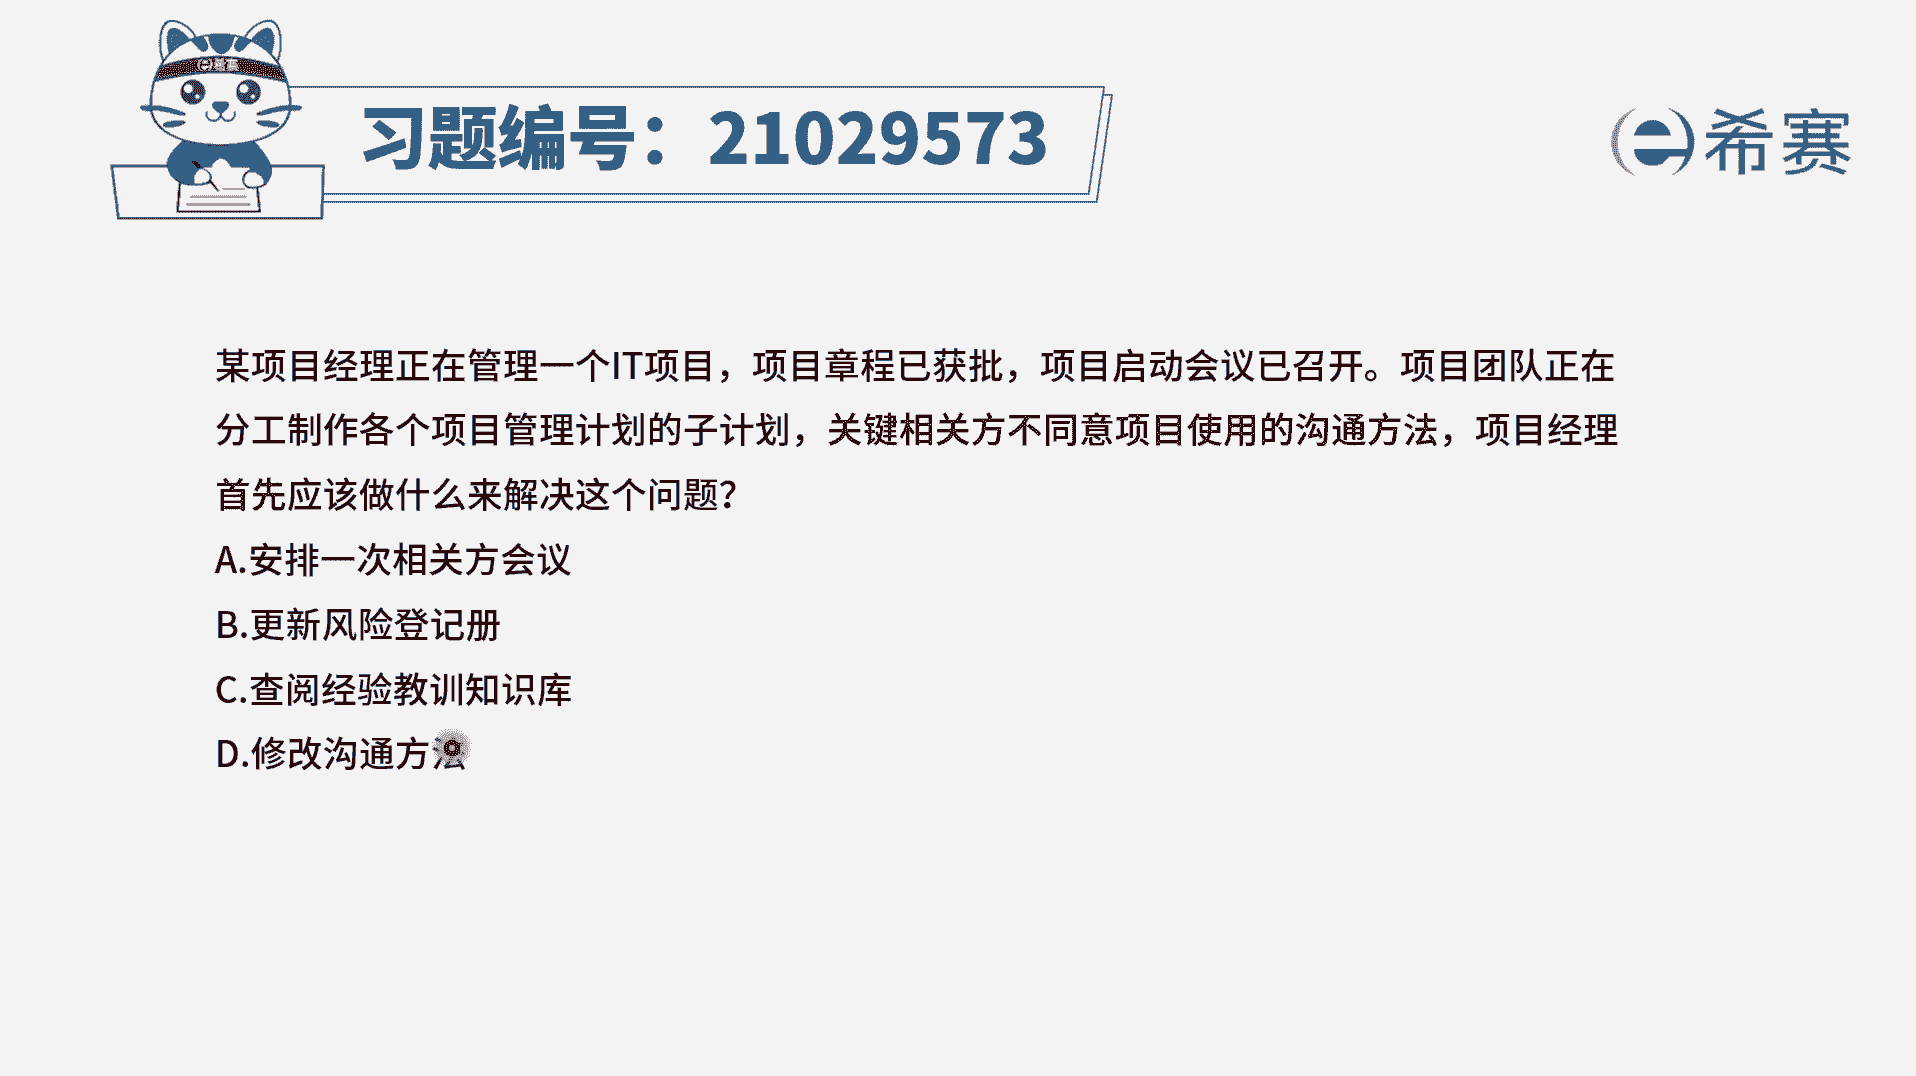 希赛
习题编号：21029573
希赛
某项目经理正在管理一个IT项目，项目章程已获批，项目启动会议已召开。项目团队正在
分工制作各个项目管理计划的子计划，关键相关方不同意项目使用的沟通方法，项目经理
首先应该做什么来解决这个问题？
A.安排一次相关方会议
B.更新风险登记册
C.查阅经验教训知识库
D.修改沟通方法